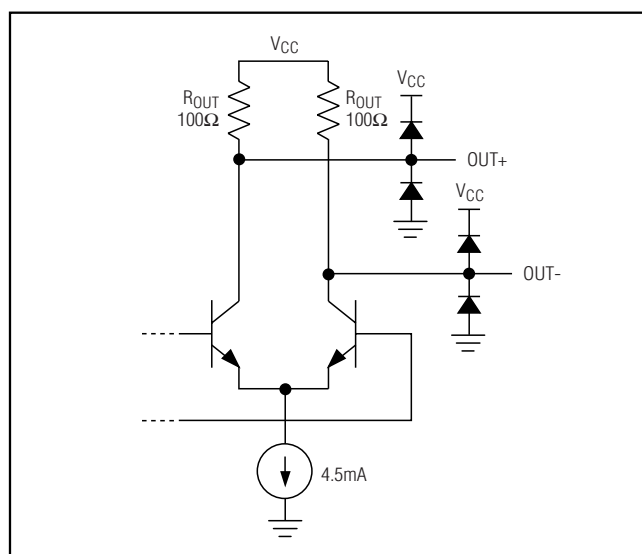 VCC
ROUT
100Ω
ROUT
100Ω
VCC
OUT+
VCC
OUT-
4.5mA